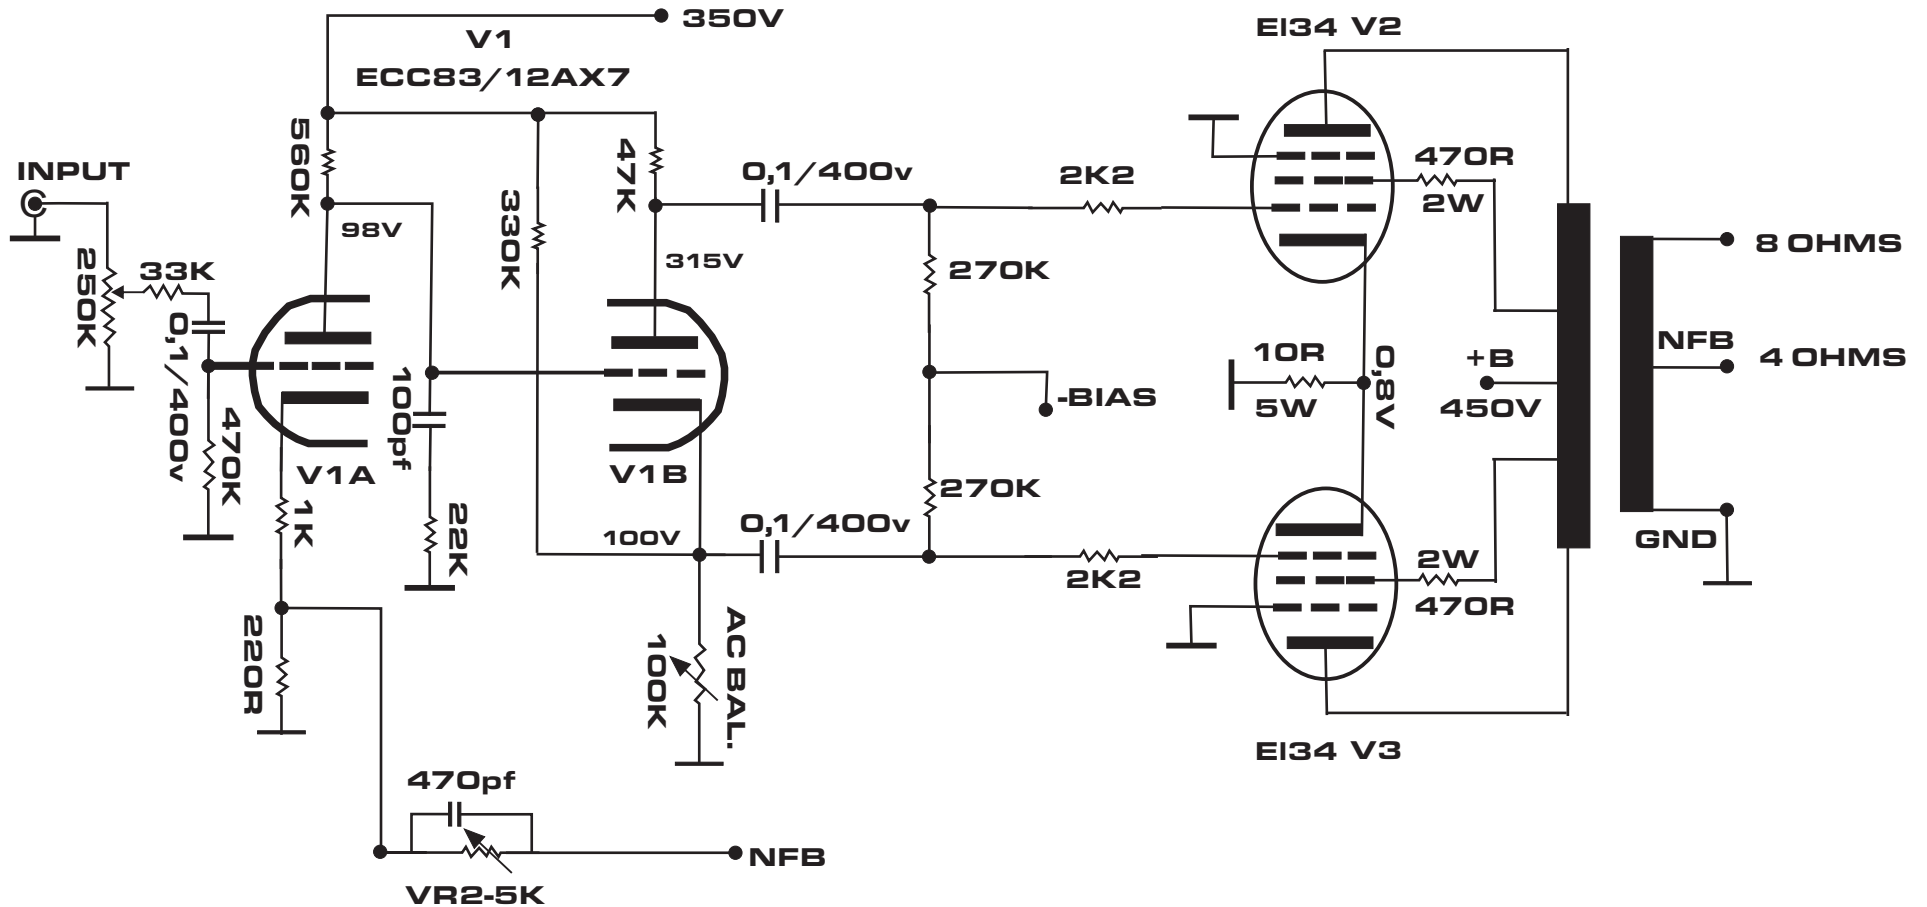 350V
V1
ECC83/12AX7
EI34 V2
INPUT
560K
98V
330K
47K
315V
0,1/400v
2K2
470R
2W
250K
33K
0,1/400v
470K
V1A
100pf
22K
V1B
270K
-BIAS
270K
10R
5W
0,8V
+B
450V
8 OHMS
NFB
4 OHMS
GND
1K
100V
0,1/400v
2K2
2W
470R
220R
100K
AC BAL.
EI34 V3
470pf
NFB
VR2-5K